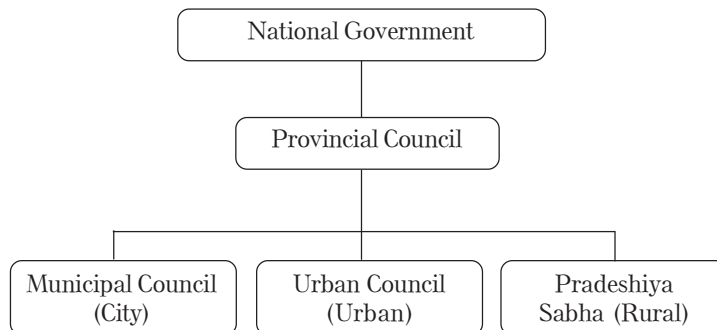 National Government
Provincial Council
Municipal Council
(City)
Urban Council
(Urban)
Pradeshiya
Sabha (Rural)